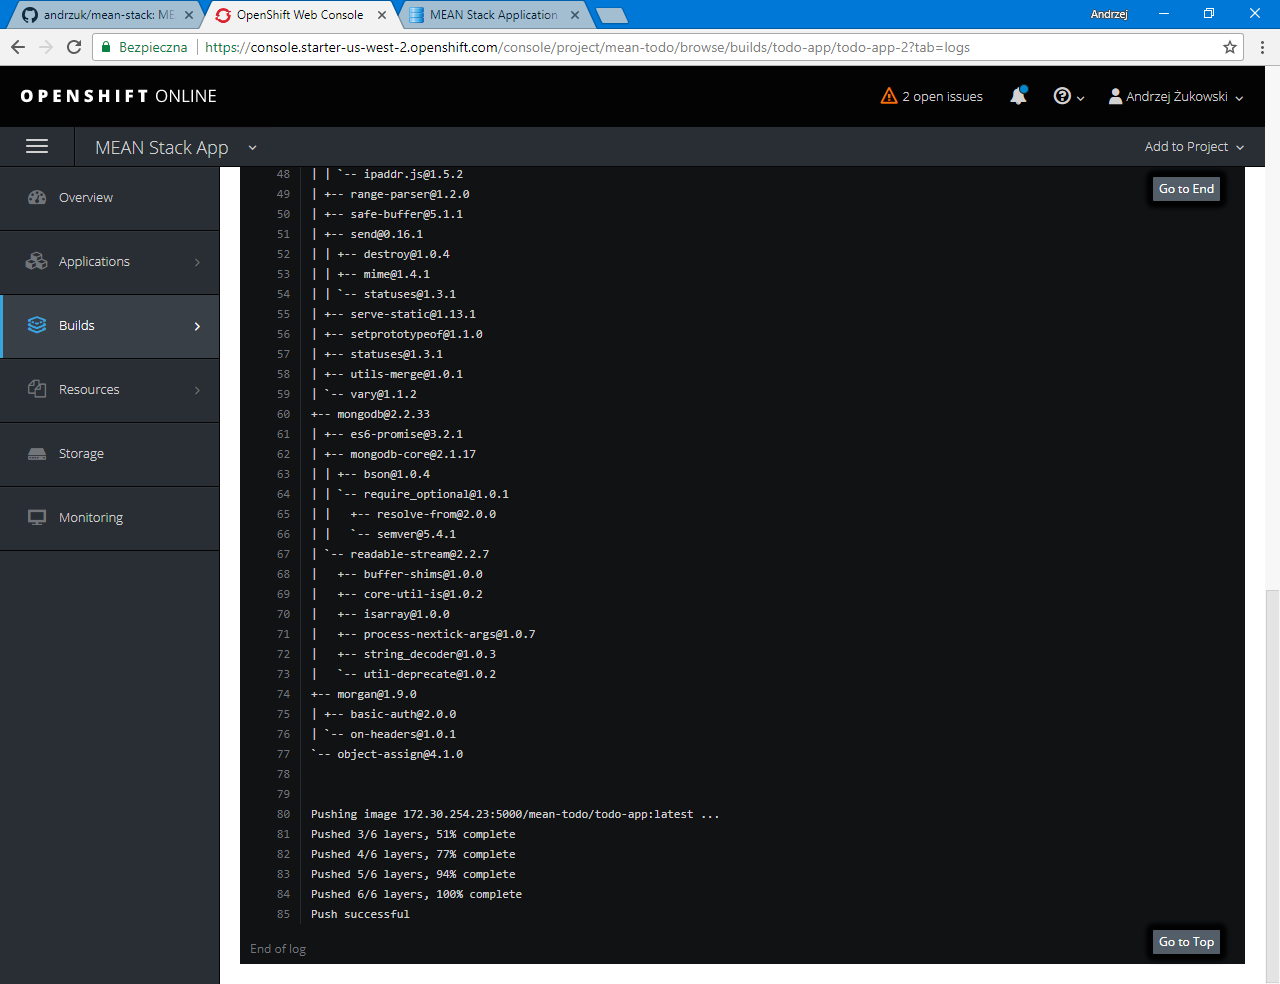 andrzuk/mean-stack: ME
OpenShift Web Console
MEAN Stack Application
Andrzej
Bezpieczna
https://console.starter-us-west-2.openshift.com/console/project/mean-todo/browse/builds/todo-app/todo-app-2?tab=logs
OPENSHIFT ONLINE
2 open issues
Andrzej Żukowski
MEAN Stack App
Add to Project
Overview
Applications
Builds
Resources
Storage
Monitoring
Go to End
48 | | `-- ipaddr.js@1.5.2
49 | +-- range-parser@1.2.0
50 | +-- safe-buffer@5.1.1
51 | +-- send@0.16.1
52 | | +-- destroy@1.0.4
53 | | +-- mime@1.4.1
54 | | `-- statuses@1.3.1
55 | +-- serve-static@1.13.1
56 | +-- setprototypeof@1.1.0
57 | +-- statuses@1.3.1
58 | +-- utils-merge@1.0.1
59 | `-- vary@1.1.2
60 +-- mongodb@2.2.33
61 | +-- es6-promise@3.2.1
62 | +-- mongodb-core@2.1.17
63 | | +-- bson@1.0.4
64 | | `-- require_optional@1.0.1
65 | |   +-- resolve-from@2.0.0
66 | |   `-- semver@5.4.1
67 | `-- readable-stream@2.2.7
68 |   +-- buffer-shims@1.0.0
69 |   +-- core-util-is@1.0.2
70 |   +-- isarray@1.0.0
71 |   +-- process-nextick-args@1.0.7
72 |   +-- string_decoder@1.0.3
73 |   `-- util-deprecate@1.0.2
74 +-- morgan@1.9.0
75 | +-- basic-auth@2.0.0
76 | `-- on-headers@1.0.1
77 `-- object-assign@4.1.0
78
79
80 Pushing image 172.30.254.23:5000/mean-todo/todo-app:latest ...
81 Pushed 3/6 layers, 51% complete
82 Pushed 4/6 layers, 77% complete
83 Pushed 5/6 layers, 94% complete
84 Pushed 6/6 layers, 100% complete
85 Push successful
End of log
Go to Top